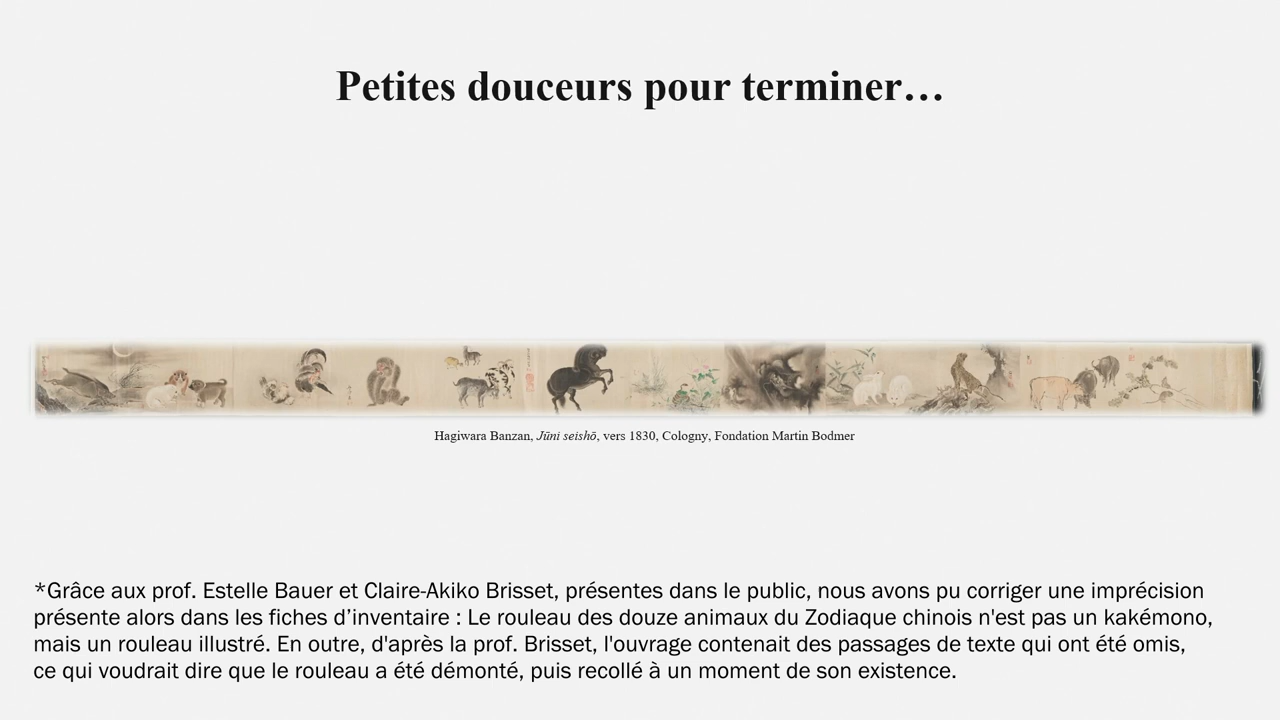 Petites douceurs pour terminer…
Hagiwara Banzan, Jūni seishō, vers 1830, Cologny, Fondation Martin Bodmer
*Grâce aux prof. Estelle Bauer et Claire-Akiko Brisset, présentes dans le public, nous avons pu corriger une imprécision
présente alors dans les fiches d’inventaire : Le rouleau des douze animaux du Zodiaque chinois n'est pas un kakémono,
mais un rouleau illustré. En outre, d'après la prof. Brisset, l'ouvrage contenait des passages de texte qui ont été omis,
ce qui voudrait dire que le rouleau a été démonté, puis recollé à un moment de son existence.